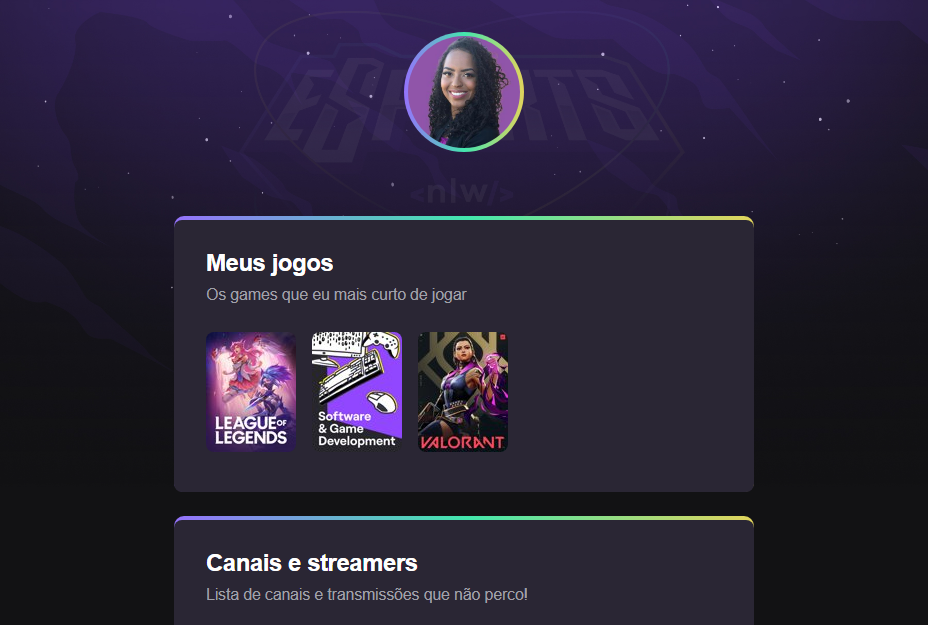 ESPORTS
<nlw/>
Meus jogos
Os games que eu mais curto de jogar
LEAGUE OF
LEGENDS
Software
& Game
Development
VALORANT
Canais e streamers
Lista de canais e transmissões que não perco!